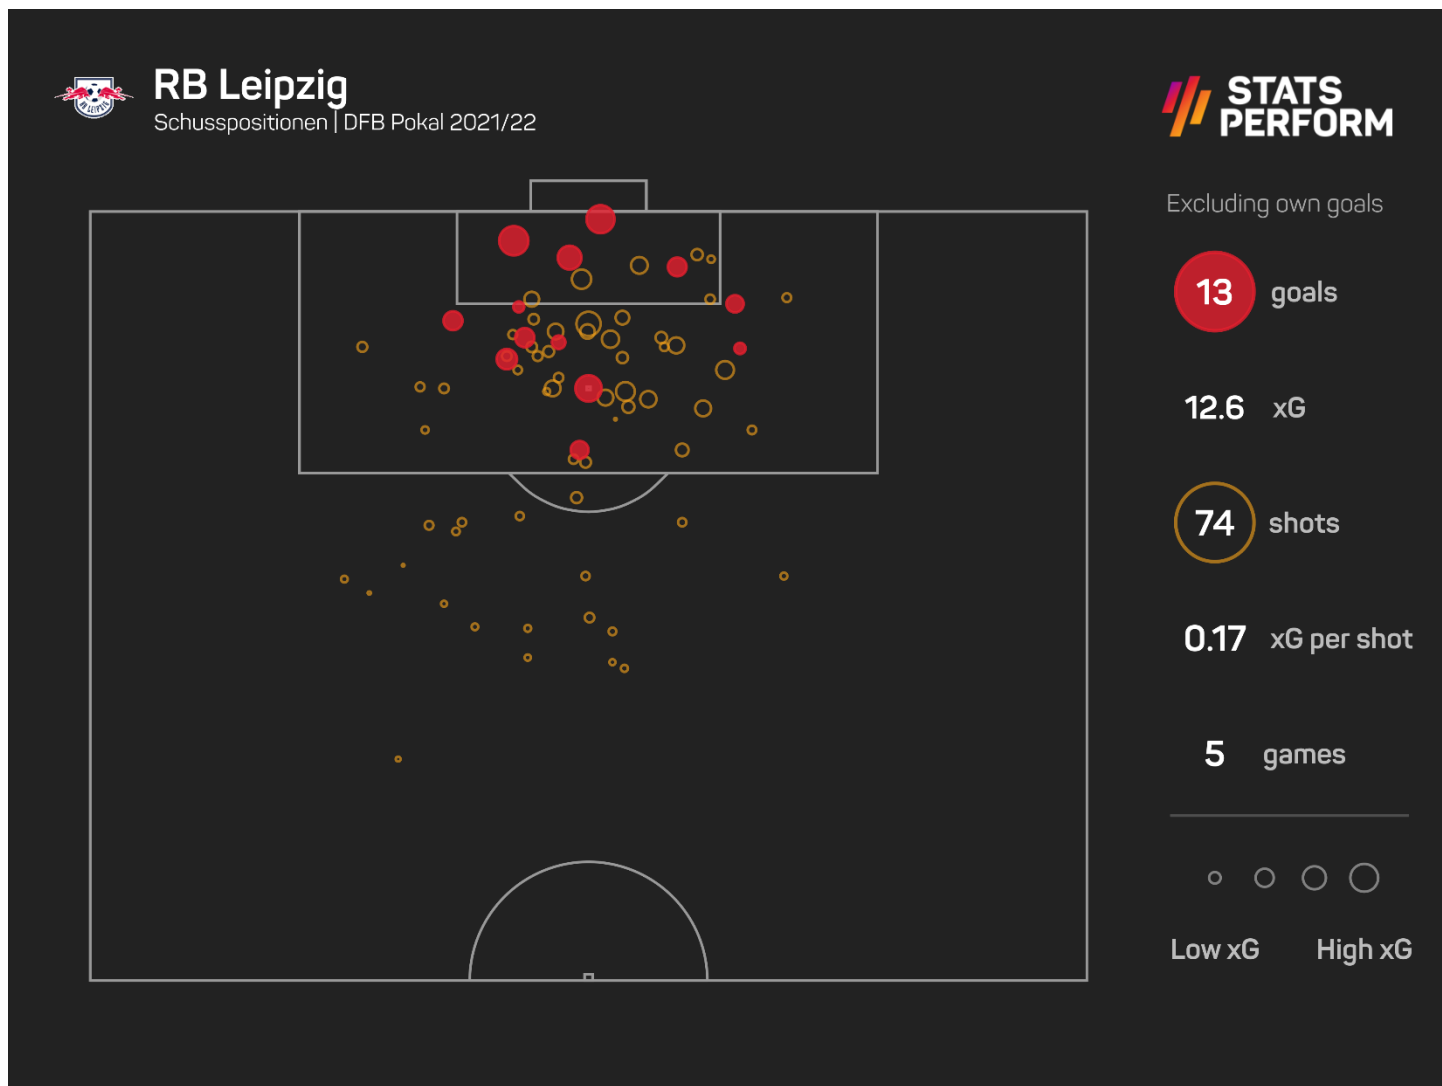 RB Leipzig
Schusspositionen | DFB Pokal 2021/22
STATS
PERFORM
Excluding own goals
13 goals
12.6 xG
74 shots
0.17 xG per shot
5 games
Low xG High xG